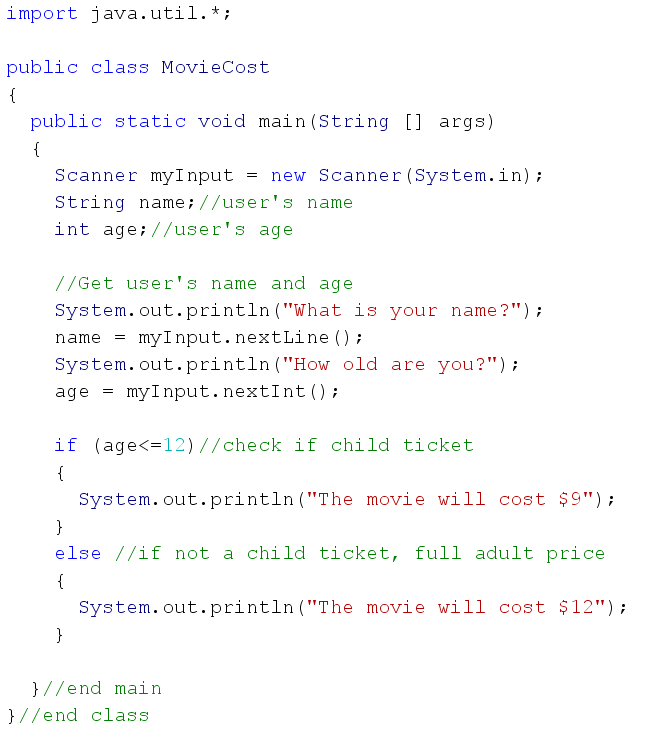 import java.util.*;
public class MovieCost
{
public static void main(String [] args)
{
Scanner myInput = new Scanner(System.in);
String name;//user's name
int age;//user's age
//Get user's name and age
System.out.println("What is your name?");
name = myInput.nextLine();
System.out.println("How old are you?");
age = myInput.nextInt();
if (age<=12)//check if child ticket
{
System.out.println("The movie will cost $9");
}
else //if not a child ticket, full adult price
{
System.out.println("The movie will cost $12");
}
}//end main
}//end class